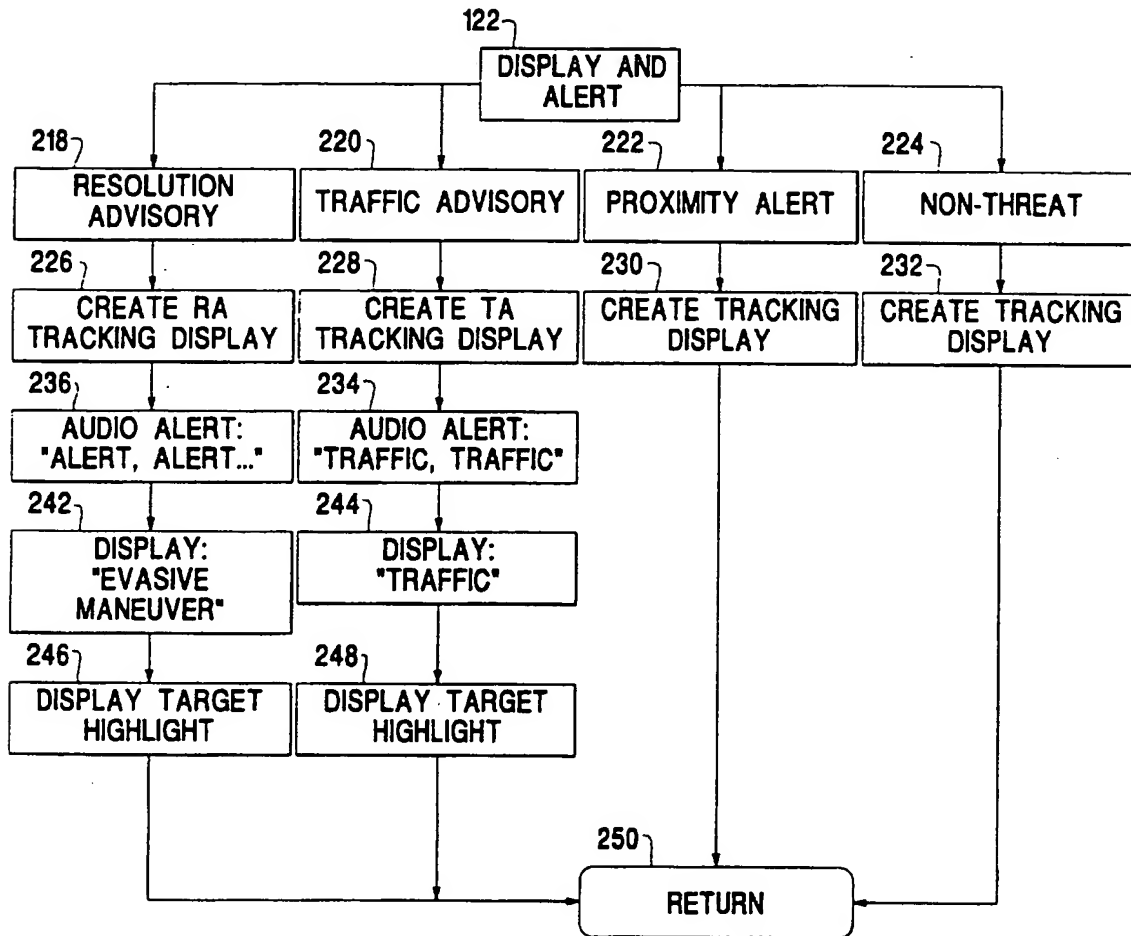 122
DISPLAY AND
ALERT
218
220
222
224
RESOLUTION
ADVISORY
TRAFFIC ADVISORY
PROXIMITY ALERT
NON-THREAT
226
228
230
232
CREATE RA
TRACKING DISPLAY
CREATE TA
TRACKING DISPLAY
CREATE TRACKING
DISPLAY
CREATE TRACKING
DISPLAY
236
234
AUDIO ALERT:
"ALERT, ALERT..."
AUDIO ALERT:
"TRAFFIC, TRAFFIC"
242
244
DISPLAY:
"EVASIVE
MANEUVER"
DISPLAY:
"TRAFFIC"
246
248
DISPLAY TARGET
HIGHLIGHT
DISPLAY TARGET
HIGHLIGHT
250
RETURN